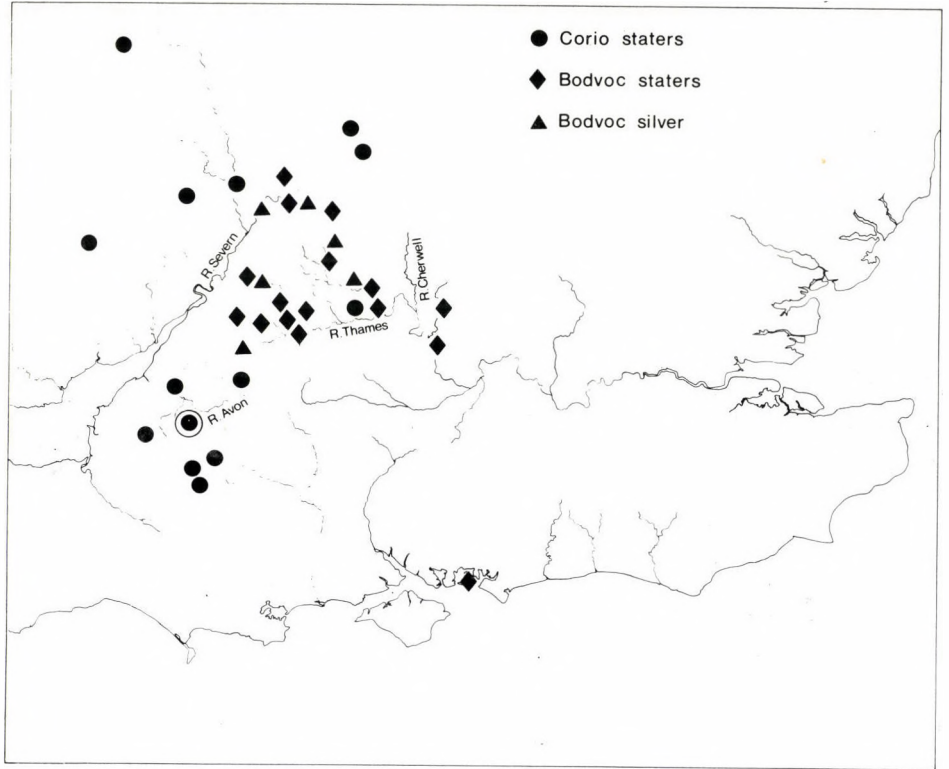 Corio staters
Bodvoc staters
Bodvoc silver
R. Severn
R. Cherwell
R. Thames
R. Avon